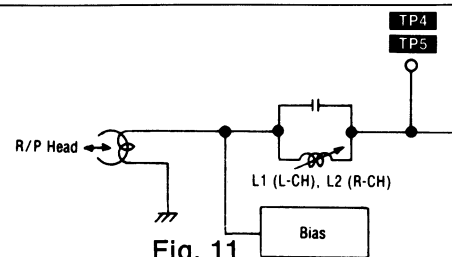 TP4
TP5
R/P Head
L1 (L-CH), L2 (R-CH)
Bias
Fig. 11